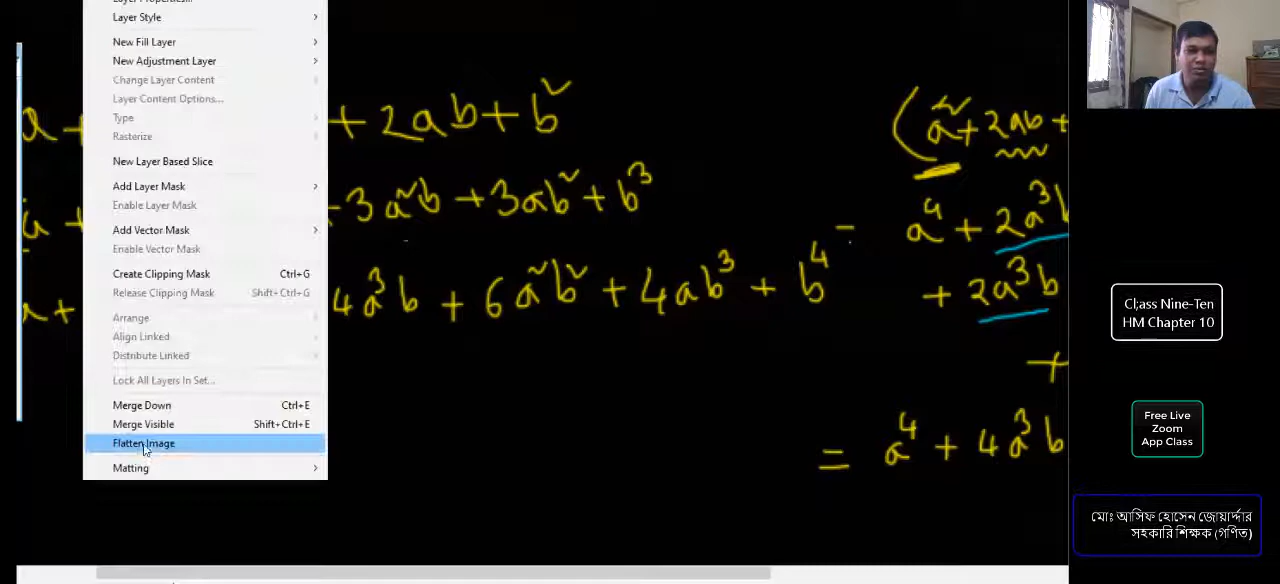 Layer Style
New Fill Layer
New Adjustment Layer
Change Layer Content
Layer Content Options...
Type
Rasterize
New Layer Based Slice
Add Layer Mask
Enable Layer Mask
Add Vector Mask
Enable Vector Mask
Create Clipping Mask Ctrl+G
Release Clipping Mask Shift+Ctrl+G
Arrange
Align Linked
Distribute Linked
Lock All Layers In Set...
Merge Down Ctrl+E
Merge Visible Shift+Ctrl+E
Flatten Image
Matting
a+ + 2ab + b²
a+ 3a²b + 3ab² + b³
a+ 4a³b + 6a²b² + 4ab³ + b⁴
(a² + 2ab +
= a⁴ + 2a³b
+ 2a³b
+
= a⁴ + 4a³b
Cl;ass Nine-Ten
HM Chapter 10
Free Live
Zoom
App Class
মোঃ আসিফ হোসেন জোয়ার্দ্দার
সহকারি শিক্ষক (গণিত)